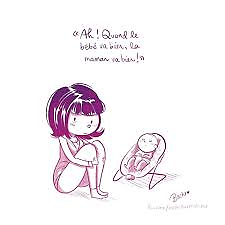 « Ah ! Quand le
bébé va bien, la
maman va bien ! »